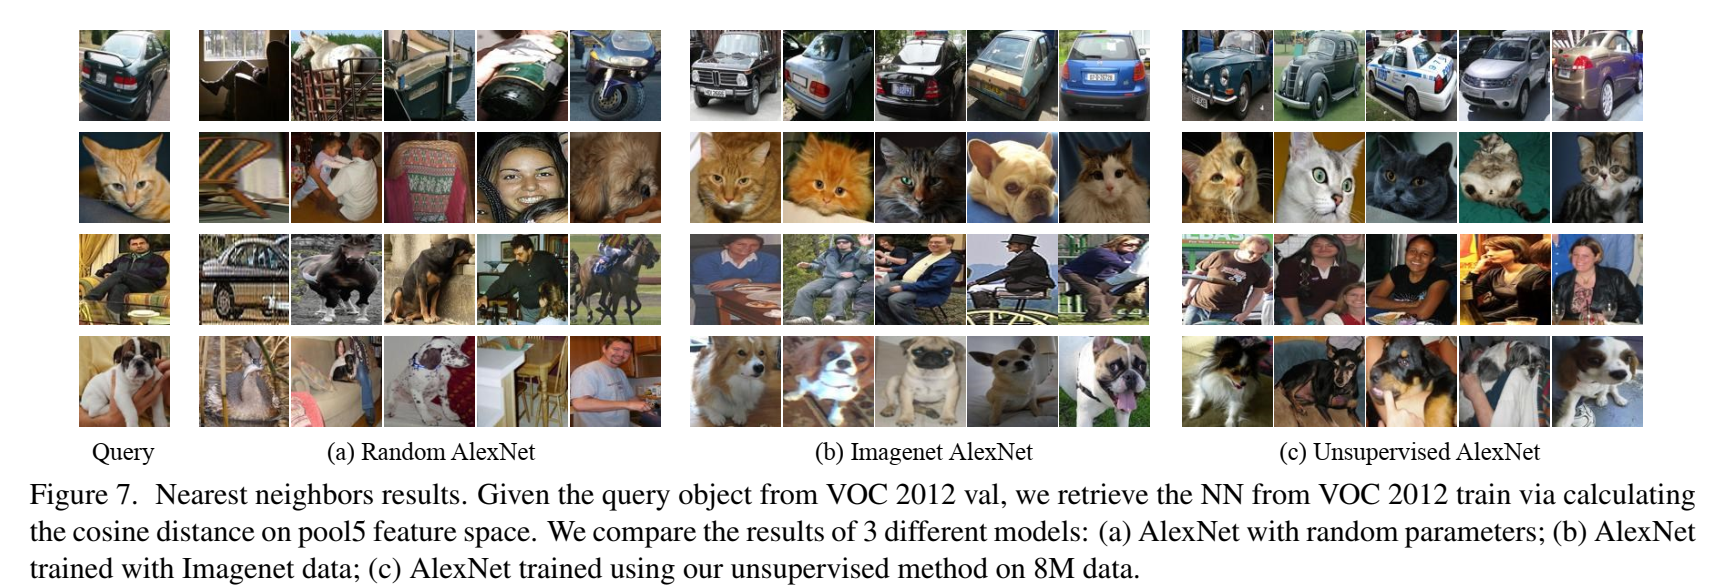 Query
(a) Random AlexNet
(b) Imagenet AlexNet
(c) Unsupervised AlexNet
Figure 7. Nearest neighbors results. Given the query object from VOC 2012 val, we retrieve the NN from VOC 2012 train via calculating
the cosine distance on pool5 feature space. We compare the results of 3 different models: (a) AlexNet with random parameters; (b) AlexNet
trained with Imagenet data; (c) AlexNet trained using our unsupervised method on 8M data.